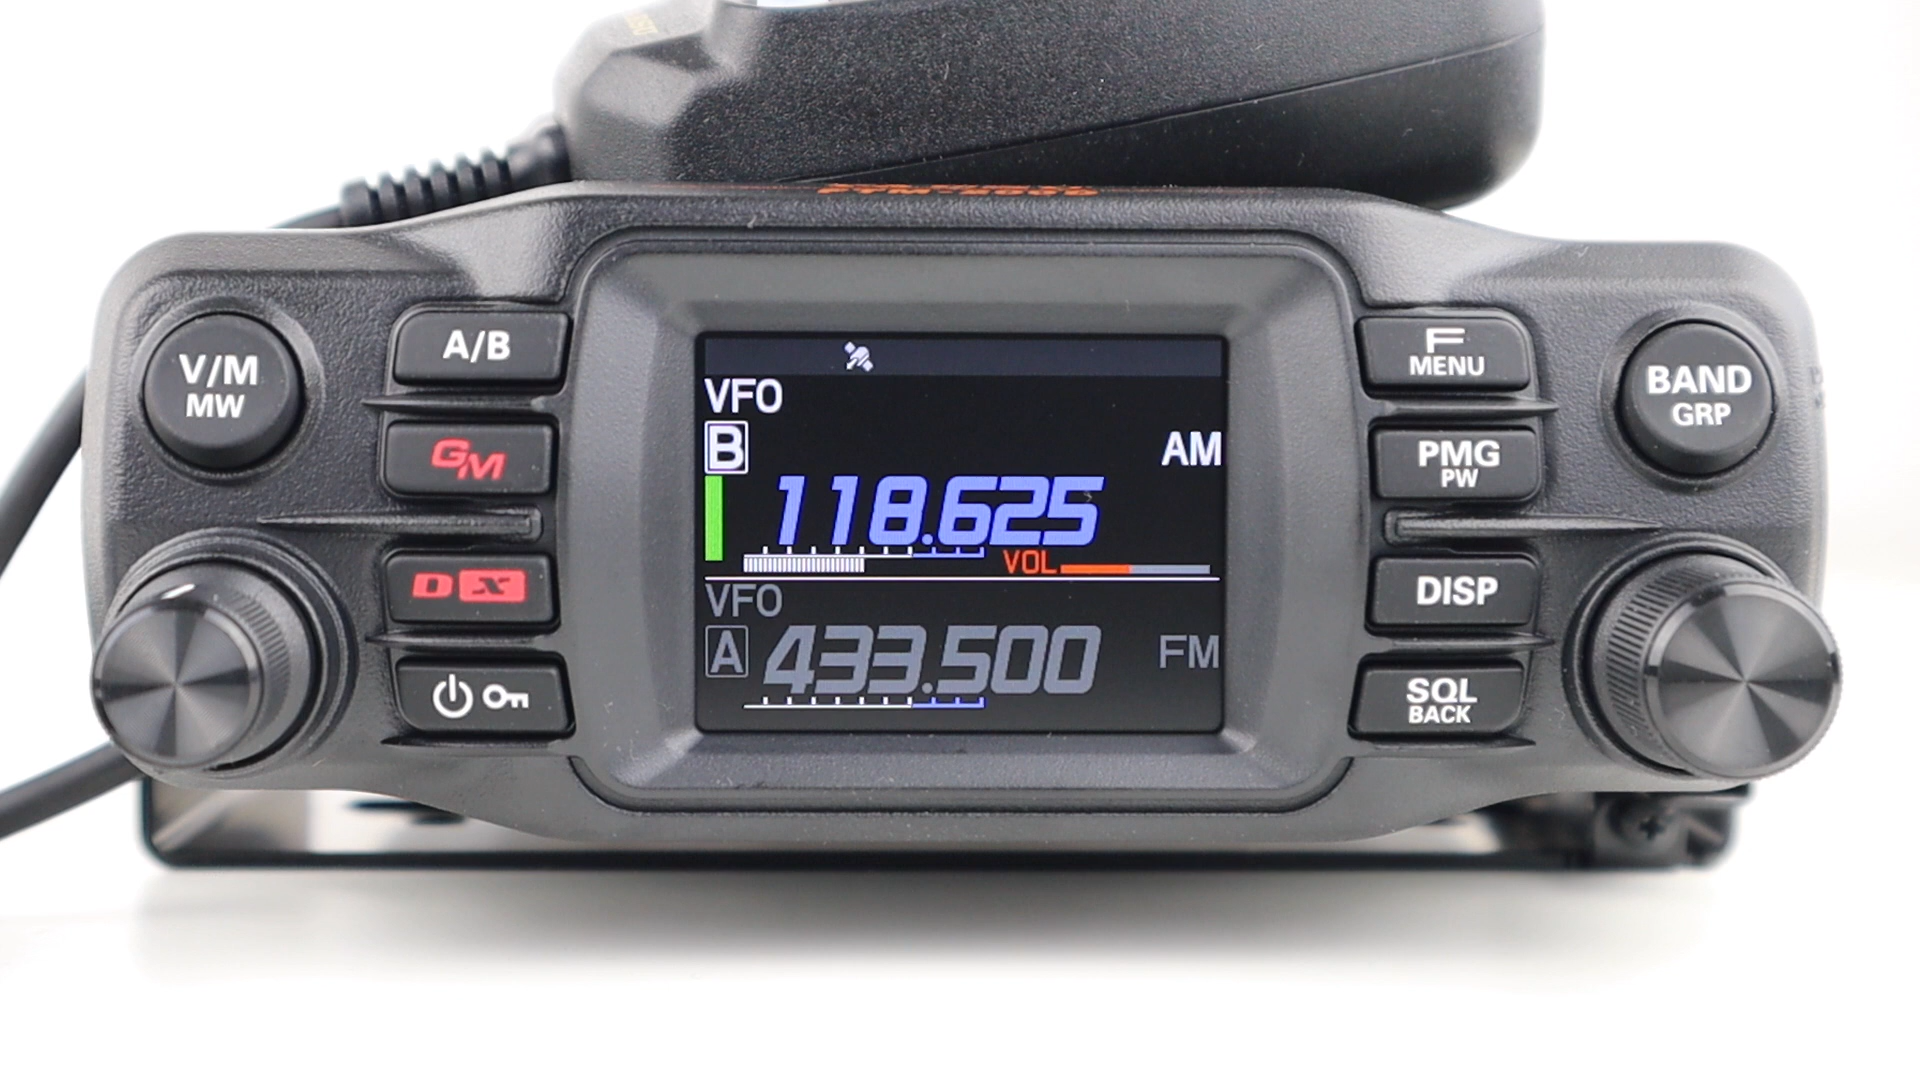 V/M
MW
A/B
GM
DX
VFO
B
AM
118.625
VOL
VFO
A
433.500
FM
F
MENU
PMG
PW
DISP
SQL
BACK
BAND
GRP